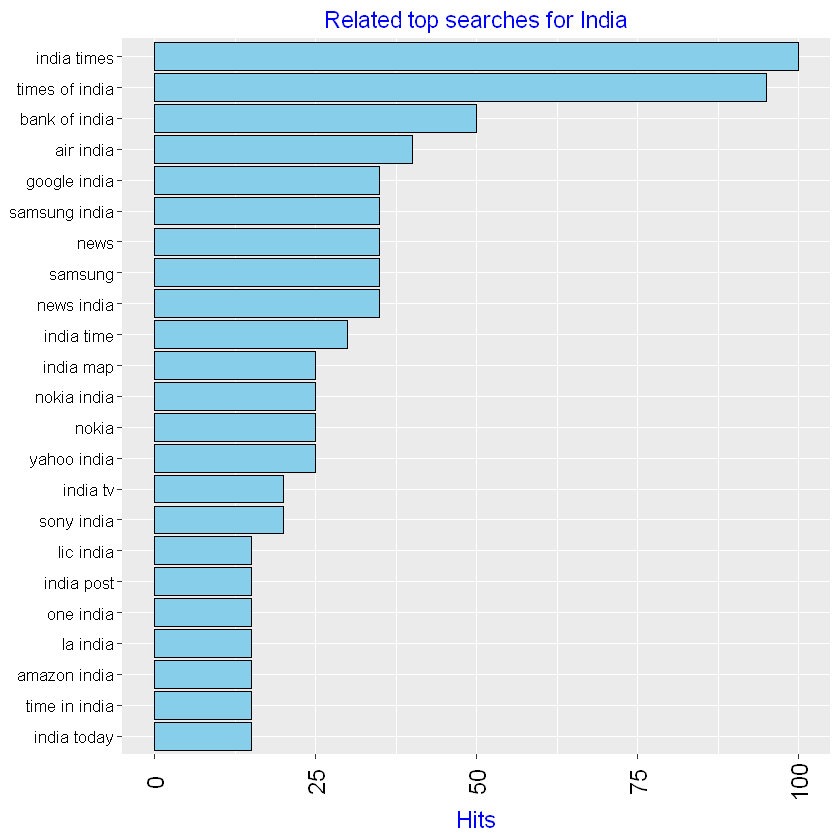 Related top searches for India
india times
times of india
bank of india
air india
google india
samsung india
news
samsung
news india
india time
india map
nokia india
nokia
yahoo india
india tv
sony india
lic india
india post
one india
la india
amazon india
time in india
india today
0 25 50 75 100
Hits